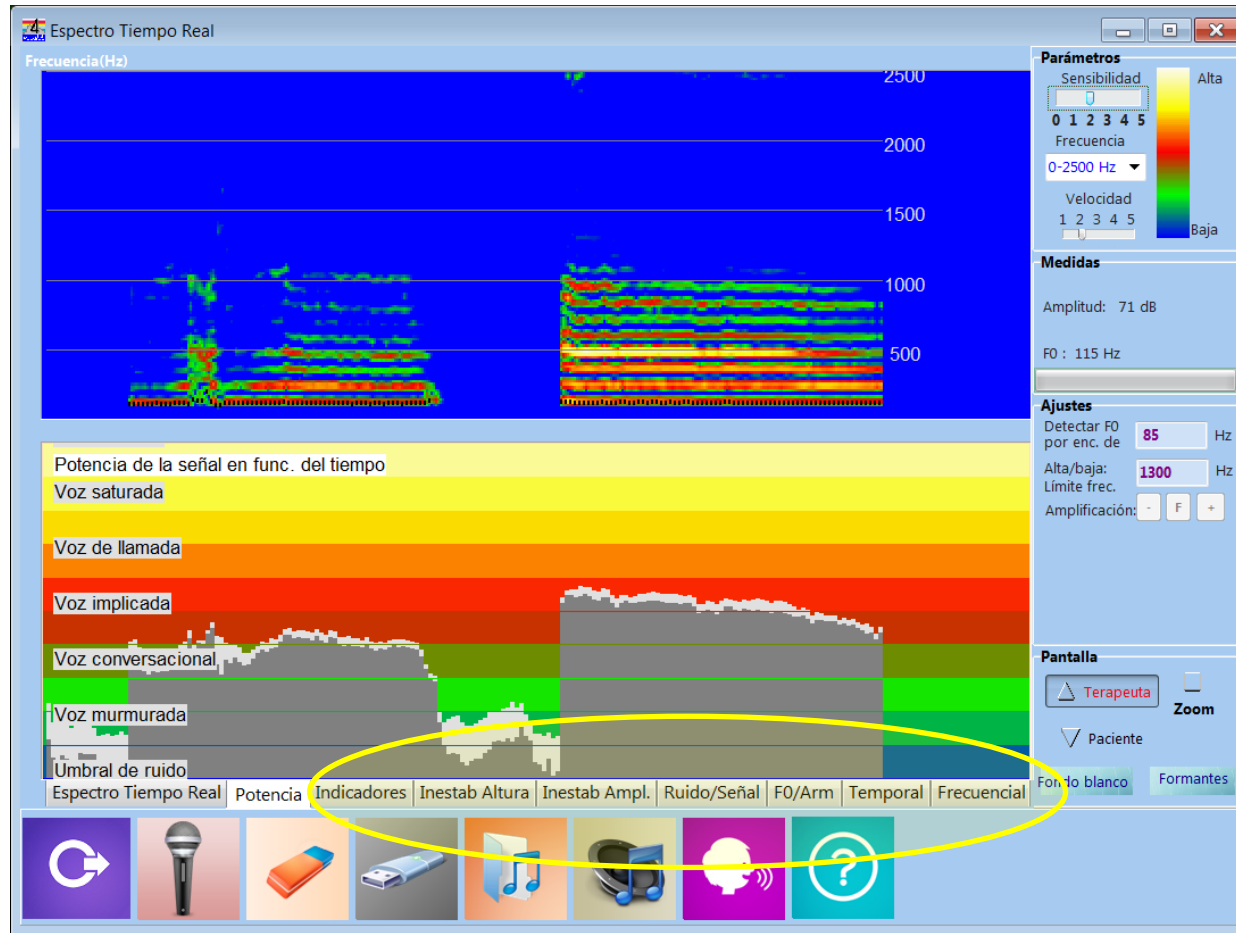 Espectro Tiempo Real
Frecuencia(Hz)
2500
2000
1500
1000
500
Parámetros
Sensibilidad
Alta
0 1 2 3 4 5
Frecuencia
0-2500 Hz
Velocidad
1 2 3 4 5
Baja
Medidas
Amplitud: 71 dB
F0 : 115 Hz
Ajustes
Detectar F0
por enc. de
85 Hz
Alta/baja:
Límite frec.
1300 Hz
Amplificación: - F +
Potencia de la señal en func. del tiempo
Voz saturada
Voz de llamada
Voz implicada
Voz conversacional
Voz murmurada
Umbral de ruido
Pantalla
Terapeuta
Zoom
Paciente
Fondo blanco Formantes
Espectro Tiempo Real Potencia Indicadores Inestab Altura Inestab Ampl. Ruido/Señal F0/Arm Temporal Frecuencial
?